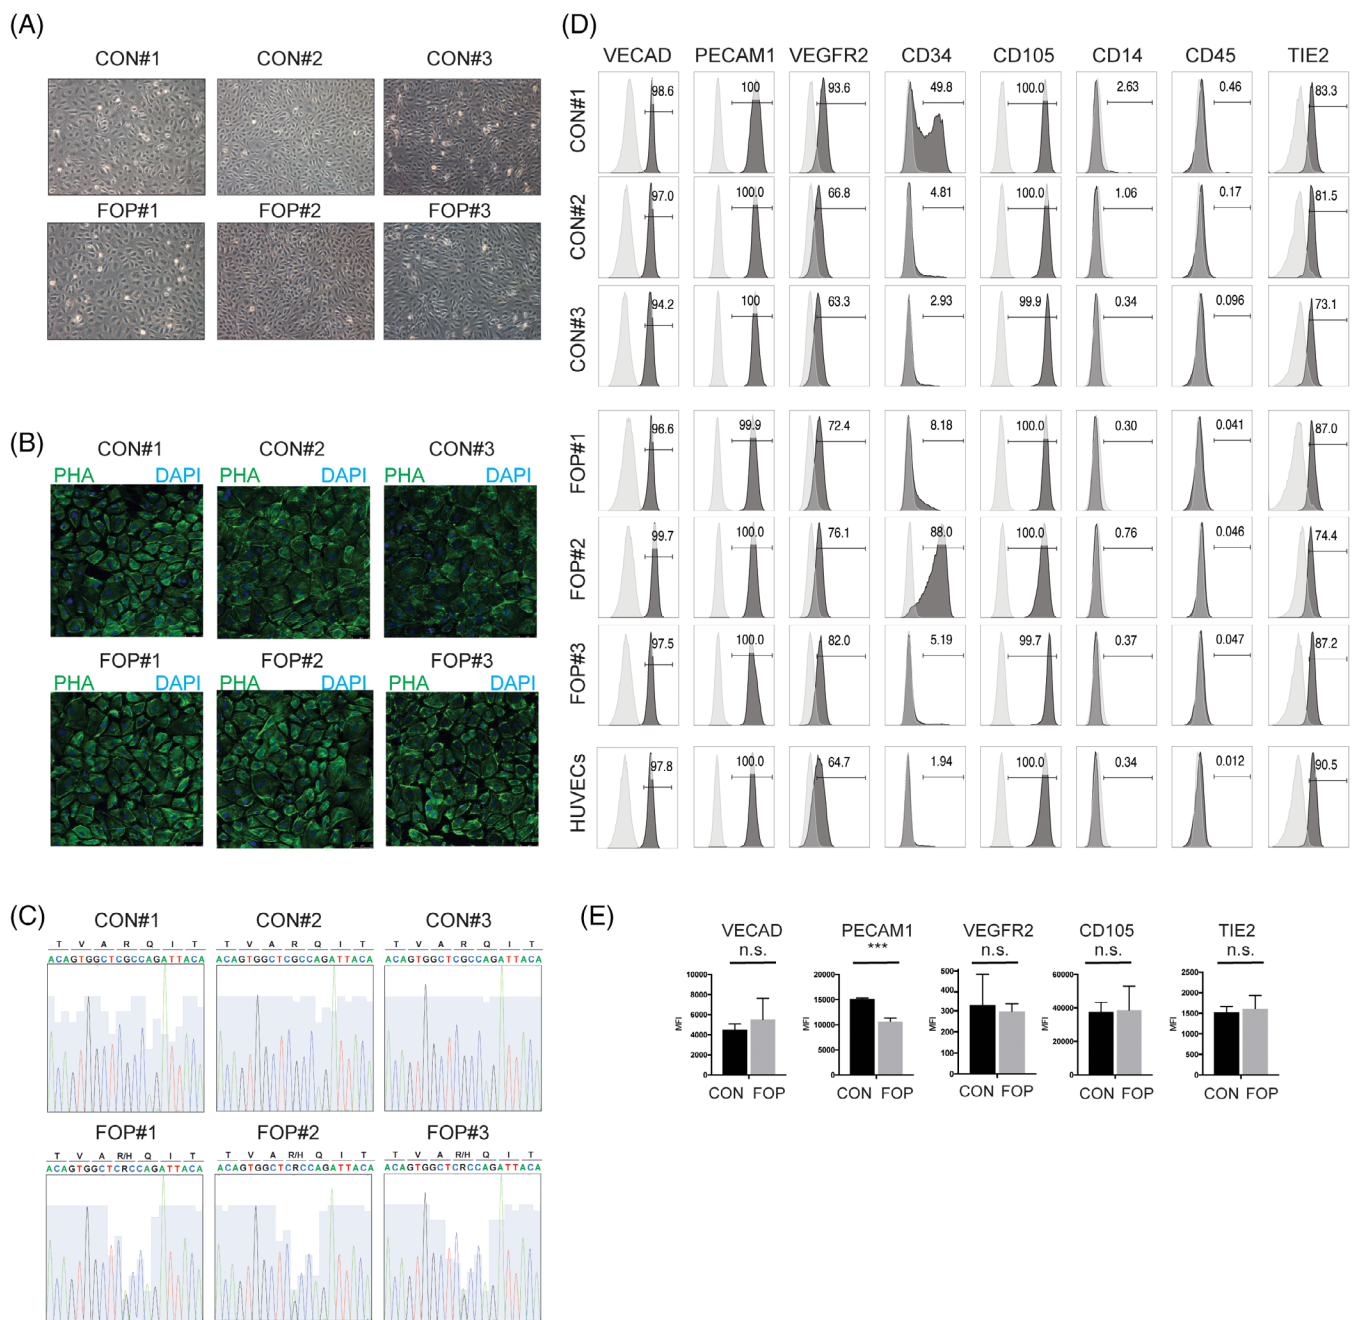 (A)
CON#1 CON#2 CON#3
FOP#1 FOP#2 FOP#3
(B)
CON#1 CON#2 CON#3
PHA DAPI PHA DAPI PHA DAPI
FOP#1 FOP#2 FOP#3
PHA DAPI PHA DAPI PHA DAPI
(C)
CON#1 CON#2 CON#3
T V A R Q I T T V A R Q I T T V A R Q I T
ACAGTGGCTCGCCAGATTACA ACAGTGGCTCGCCAGATTACA ACAGTGGCTCGCCAGATTACA
FOP#1 FOP#2 FOP#3
T V A R/H Q I T T V A R/H Q I T T V A R/H Q I T
ACAGTGGCTCRCCAGATTACA ACAGTGGCTCRCCAGATTACA ACAGTGGCTCRCCAGATTACA
(D)
VECAD PECAM1 VEGFR2 CD34 CD105 CD14 CD45 TIE2
CON#1 98.6 100 93.6 49.8 100.0 2.63 0.46 83.3
CON#2 97.0 100.0 66.8 4.81 100.0 1.06 0.17 81.5
CON#3 94.2 100 63.3 2.93 99.9 0.34 0.096 73.1
FOP#1 96.6 99.9 72.4 8.18 100.0 0.30 0.041 87.0
FOP#2 99.7 100.0 76.1 88.0 100.0 0.76 0.046 74.4
FOP#3 97.5 100.0 82.0 5.19 99.7 0.37 0.047 87.2
HUVECs 97.8 100.0 64.7 1.94 100.0 0.34 0.012 90.5
(E)
VECAD PECAM1 VEGFR2 CD105 TIE2
n.s. *** n.s. n.s. n.s.
MFI
10000
8000
6000
4000
2000
0
CON FOP
MFI
20000
15000
10000
5000
0
CON FOP
MFI
500
400
300
200
100
0
CON FOP
MFI
60000
40000
20000
0
CON FOP
MFI
2500
2000
1500
1000
500
0
CON FOP